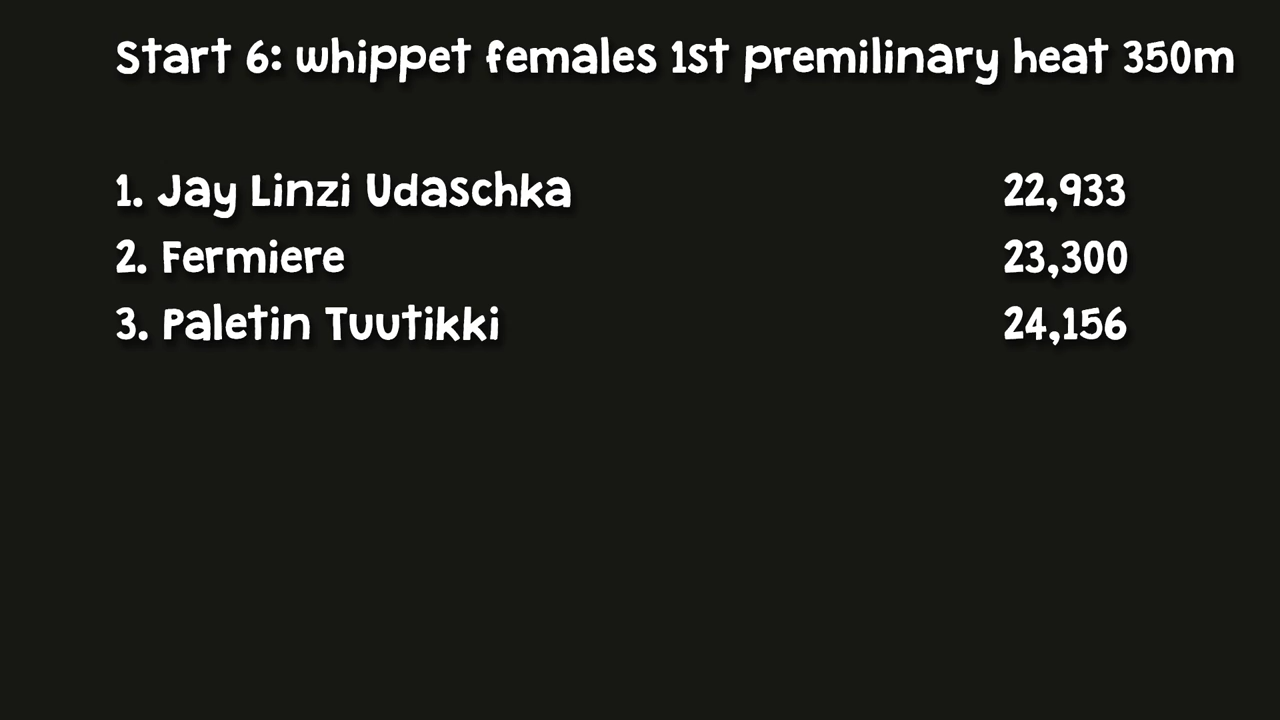 Start 6: whippet females 1st premilinary heat 350m
1. Jay Linzi Udaschka 22,933
2. Fermiere 23,300
3. Paletin Tuutikki 24,156